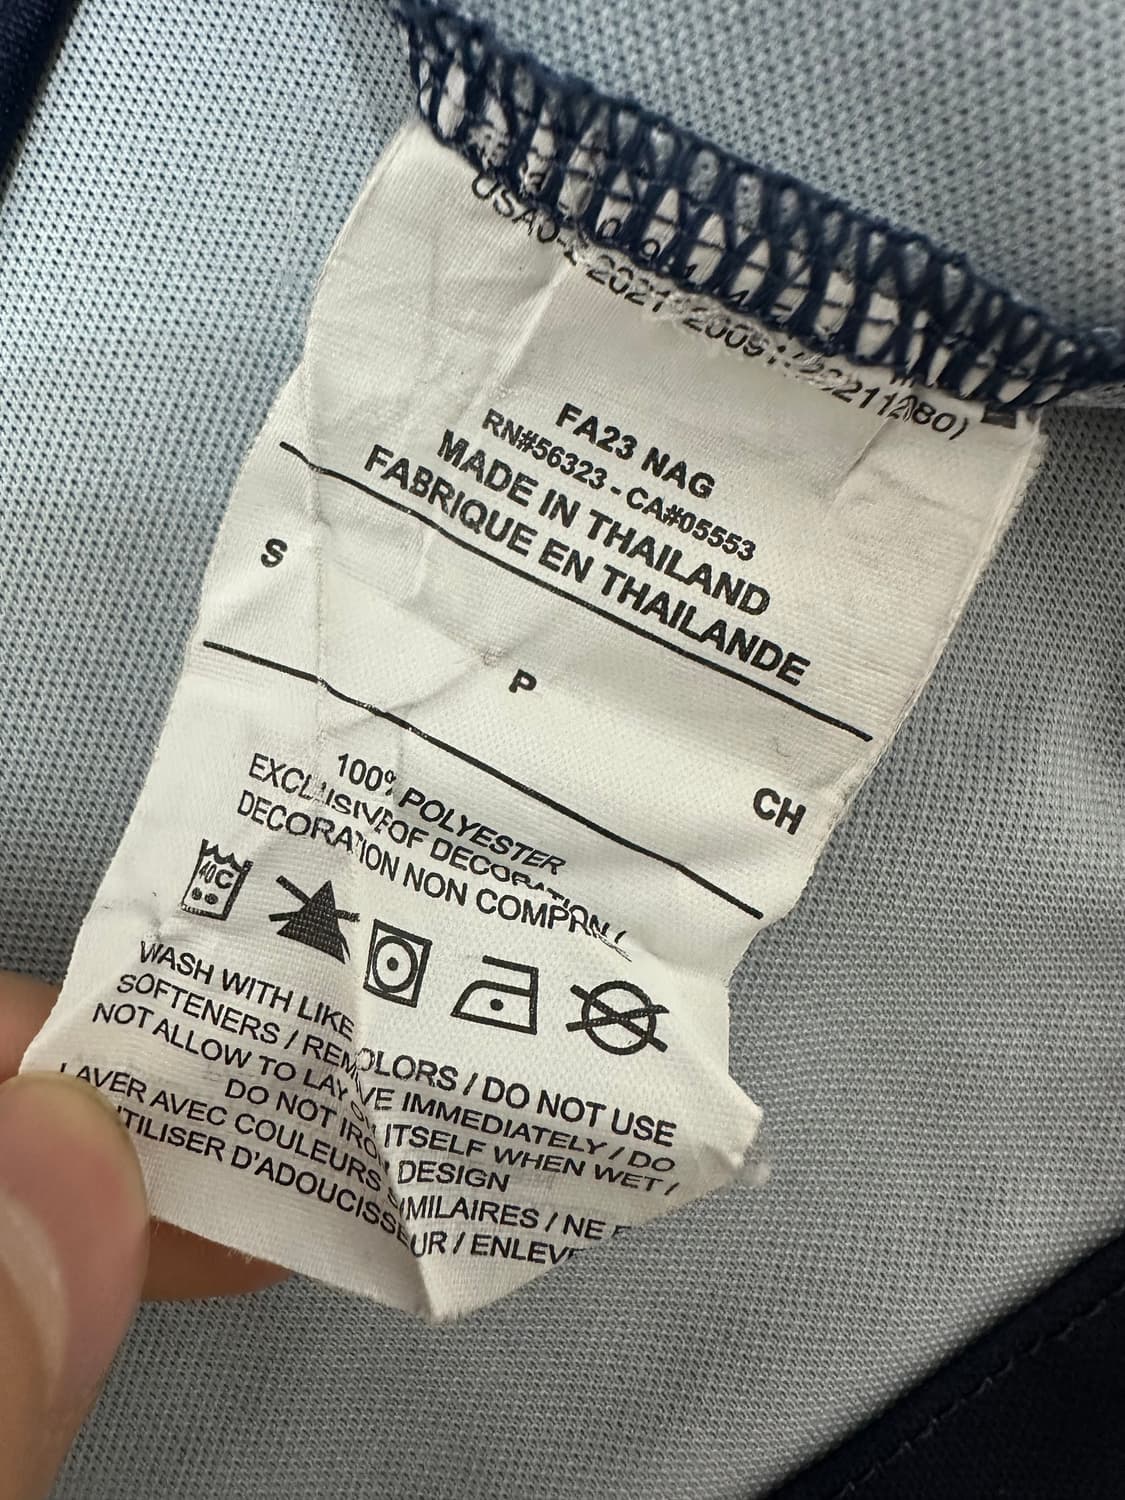 FA23 NAG
RN#56323 - CA#05553
MADE IN THAILAND
FABRIQUE EN THAILANDE
S
P
CH
100% POLYESTER
EXCLUSIVE OF DECORATION /
DECORATION NON COMPRI
40C
WASH WITH LIKE COLORS / DO NOT USE
SOFTENERS / REMOVE IMMEDIATELY / DO
NOT ALLOW TO LAY ON ITSELF WHEN WET /
DO NOT IRON DESIGN
LAVER AVEC COULEURS SIMILAIRES / NE
UTILISER D'ADOUCISSEUR / ENLEVE